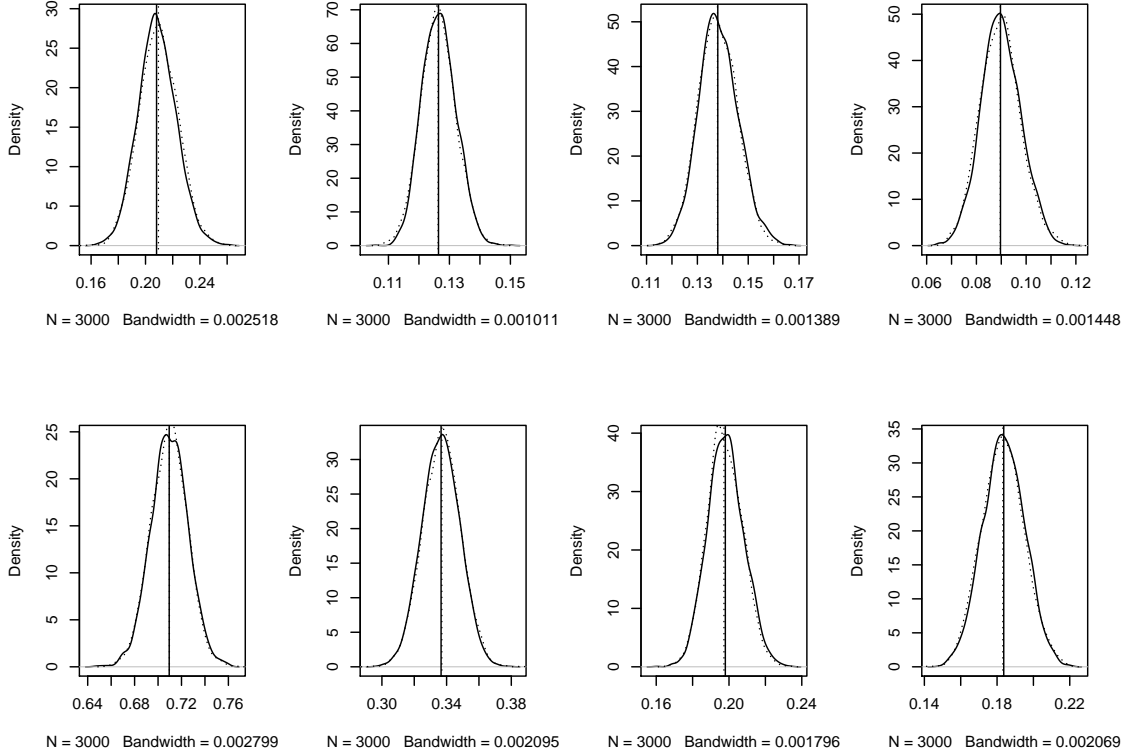 Density
30
25
20
15
10
5
0
0.16 0.20 0.24
N = 3000 Bandwidth = 0.002518
Density
70
60
50
40
30
20
10
0
0.11 0.13 0.15
N = 3000 Bandwidth = 0.001011
Density
50
40
30
20
10
0
0.11 0.13 0.15 0.17
N = 3000 Bandwidth = 0.001389
Density
50
40
30
20
10
0
0.06 0.08 0.10 0.12
N = 3000 Bandwidth = 0.001448
Density
25
20
15
10
5
0
0.64 0.68 0.72 0.76
N = 3000 Bandwidth = 0.002799
Density
30
25
20
15
10
5
0
0.30 0.34 0.38
N = 3000 Bandwidth = 0.002095
Density
40
30
20
10
0
0.16 0.20 0.24
N = 3000 Bandwidth = 0.001796
Density
35
30
25
20
15
10
5
0
0.14 0.18 0.22
N = 3000 Bandwidth = 0.002069